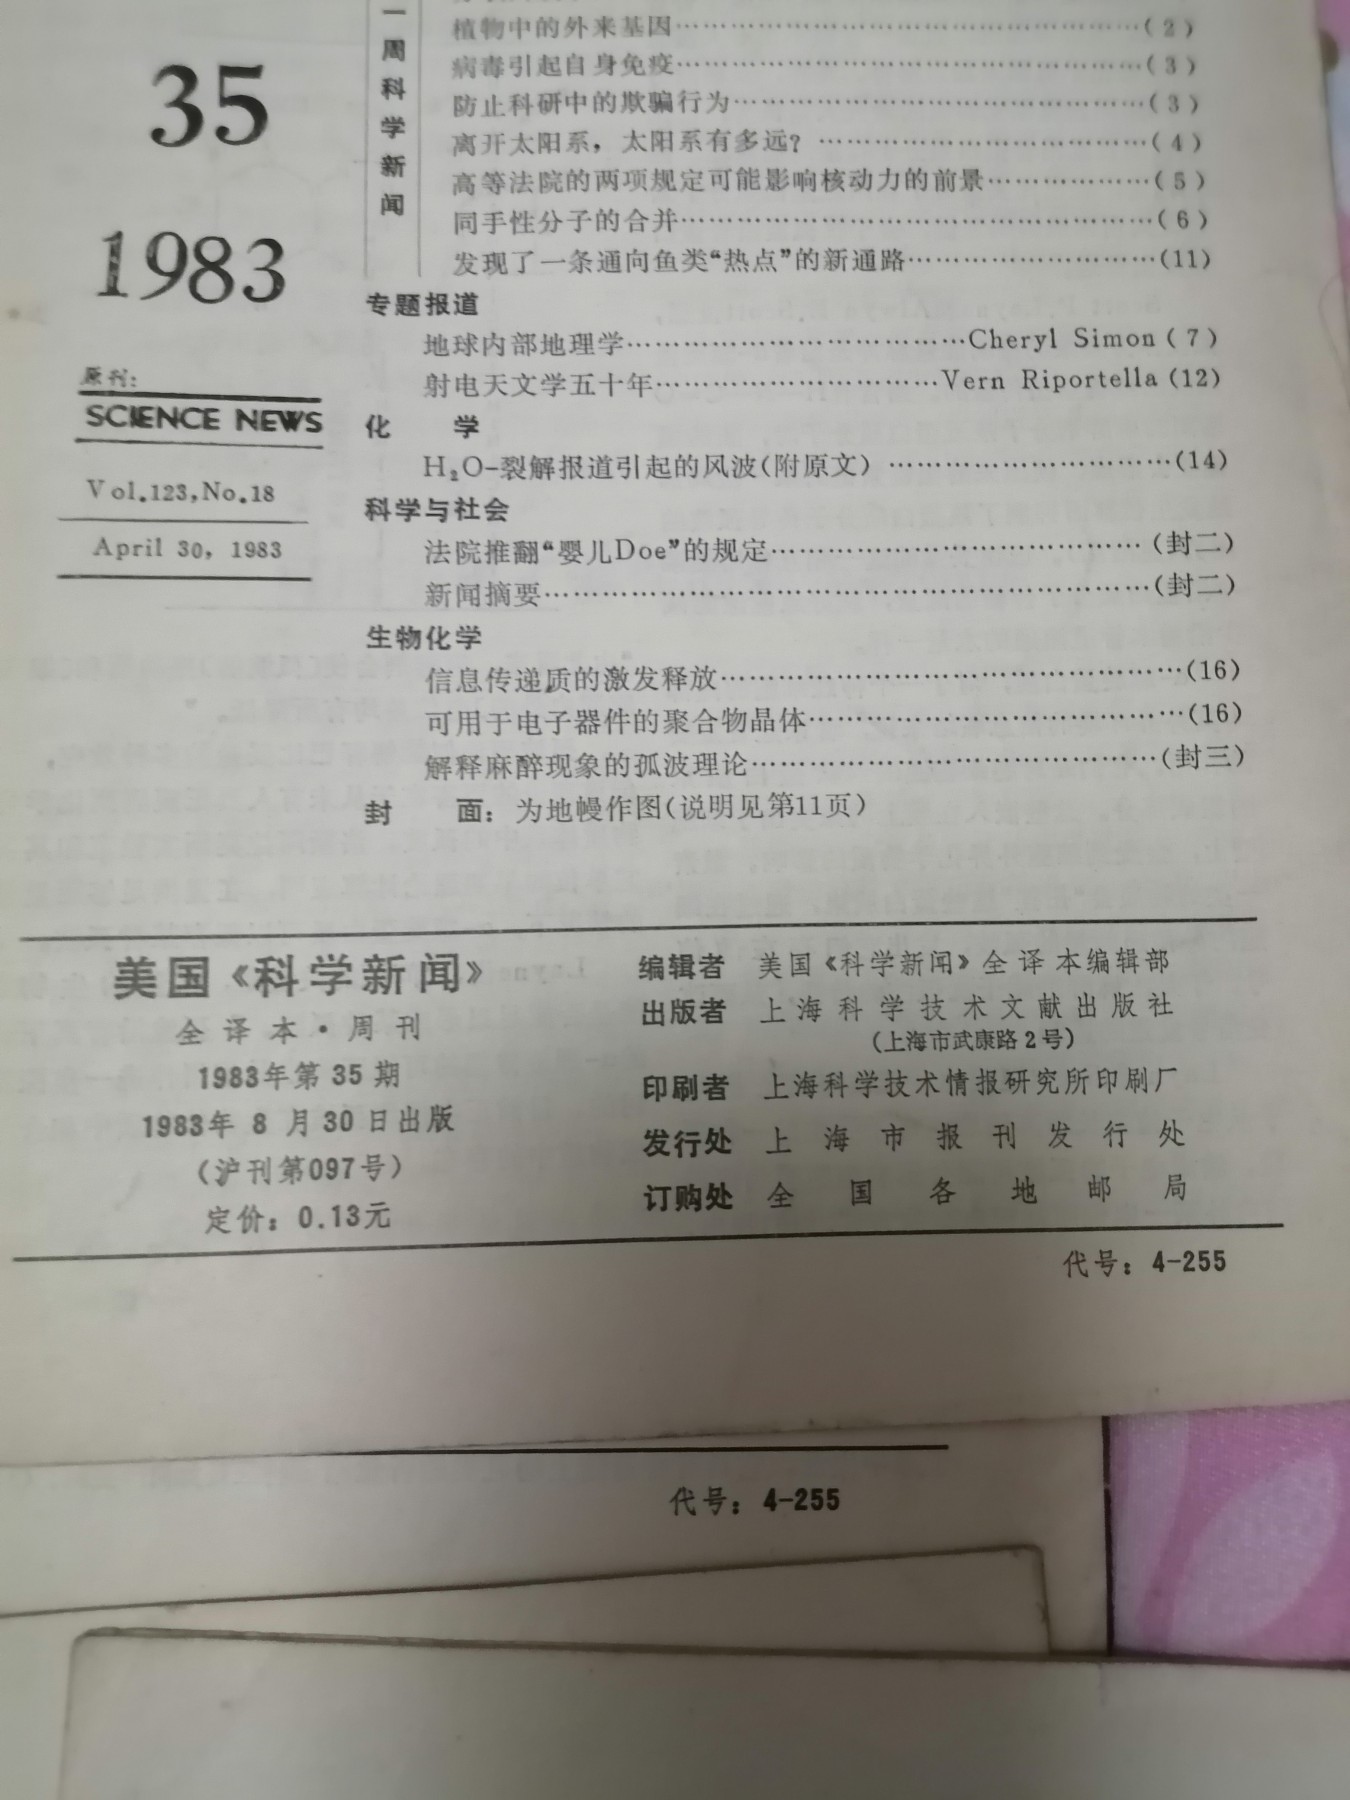 35
1983
原刊:
SCIENCE NEWS
Vol.123,No.18
April 30, 1983
一周科学新闻
植物中的外来基因……(2)
病毒引起自身免疫……(3)
防止科研中的欺骗行为……(3)
离开太阳系，太阳系有多远？……(4)
高等法院的两项规定可能影响核动力的前景……(5)
同手性分子的合并……(6)
发现了一条通向鱼类“热点”的新通路……(11)
专题报道
地球内部地理学……Cheryl Simon(7)
射电天文学五十年……Vern Riportella(12)
化 学
H₂O-裂解报道引起的风波(附原文)……(14)
科学与社会
法院推翻“婴儿Doe”的规定……(封二)
新闻摘要……(封二)
生物化学
信息传递质的激发释放……(16)
可用于电子器件的聚合物晶体……(16)
解释麻醉现象的孤波理论……(封三)
封 面：为地幔作图(说明见第11页)
美国《科学新闻》
全译本·周刊
1983年第35期
1983年8月30日出版
(沪刊第097号)
定价：0.13元
编辑者 美国《科学新闻》全译本编辑部
出版者 上海科学技术文献出版社
(上海市武康路2号)
印刷者 上海科学技术情报研究所印刷厂
发行处 上海市报刊发行处
订购处 全国各地邮局
代号：4-255
代号：4-255